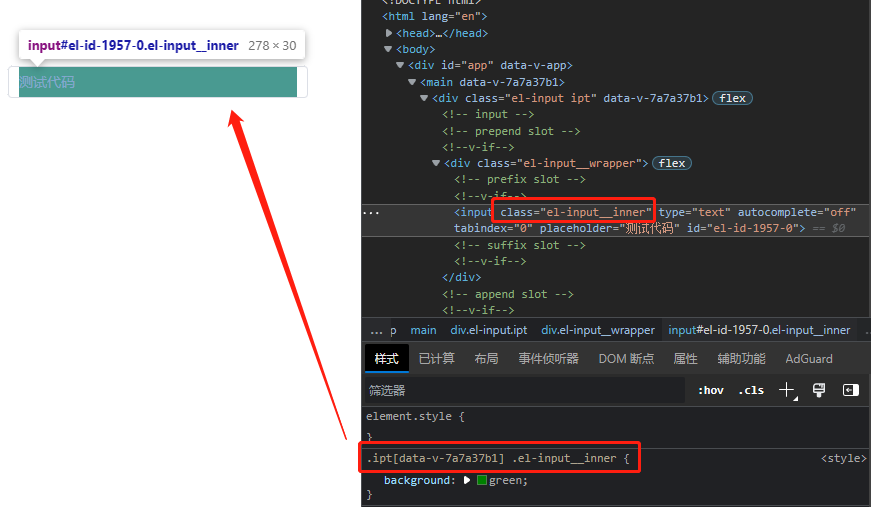 <!DOCTYPE html>
<html lang="en">
<head>…</head>
<body>
<div id="app" data-v-app>
<main data-v-7a7a37b1>
<div class="el-input ipt" data-v-7a7a37b1> flex
<!-- input -->
<!-- prepend slot -->
<!--v-if-->
<div class="el-input__wrapper"> flex
<!-- prefix slot -->
<!--v-if-->
... <input class="el-input__inner" type="text" autocomplete="off"
tabindex="0" placeholder="测试代码" id="el-id-1957-0"> == $0
<!-- suffix slot -->
<!--v-if-->
</div>
<!-- append slot -->
<!--v-if-->
input#el-id-1957-0.el-input__inner 278 × 30
测试代码
... p main div.el-input.ipt div.el-input__wrapper input#el-id-1957-0.el-input__inner ..
样式 已计算 布局 事件侦听器 DOM 断点 属性 辅助功能 AdGuard
筛选器 :hov .cls
element.style {
}
.ipt[data-v-7a7a37b1] .el-input__inner { <style>
background: green;
}